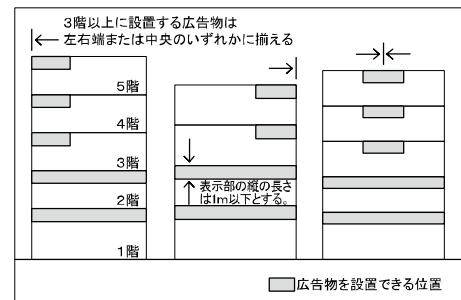 3階以上に設置する広告物は
左右端または中央のいずれかに揃える
5階
4階
3階
2階
1階
表示部の縦の長さ
は1m以下とする。
広告物を設置できる位置